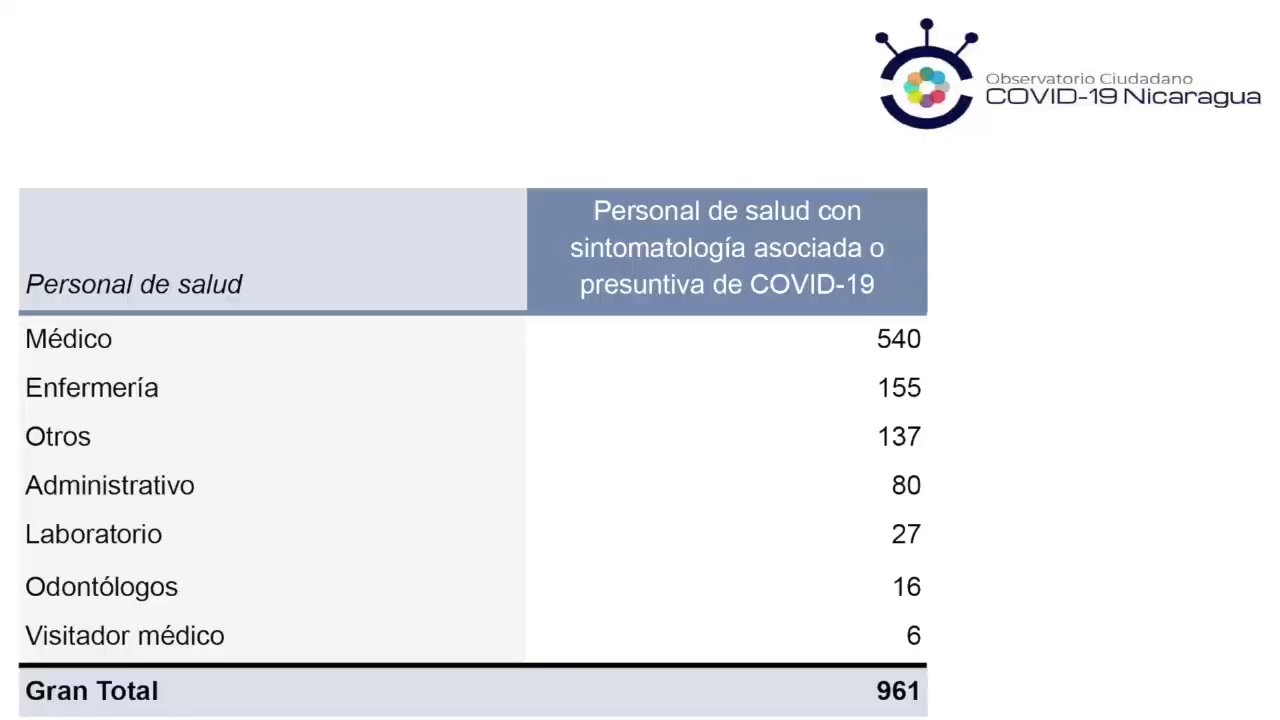 Observatorio Ciudadano
COVID-19 Nicaragua
Personal de salud
Personal de salud con
sintomatología asociada o
presuntiva de COVID-19
Médico 540
Enfermería 155
Otros 137
Administrativo 80
Laboratorio 27
Odontólogos 16
Visitador médico 6
Gran Total 961